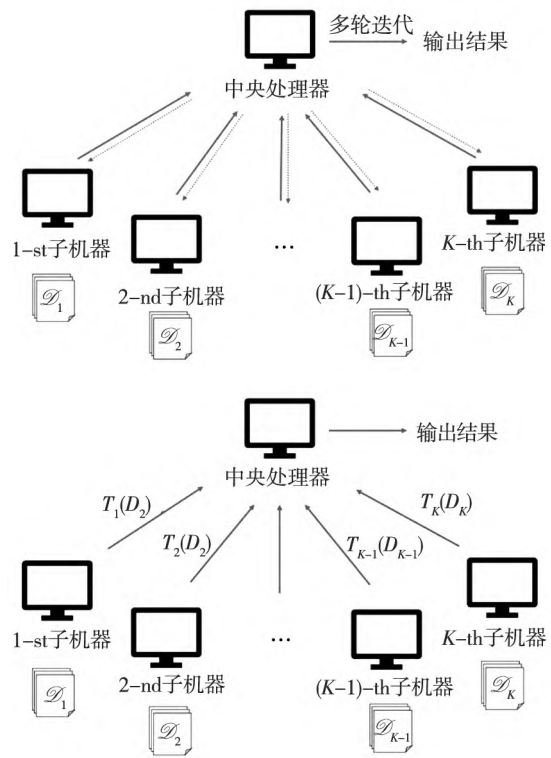 多轮迭代
输出结果
中央处理器
1-st子机器
2-nd子机器
...
(K-1)-th子机器
K-th子机器
𝒟1
𝒟2
𝒟K-1
𝒟K
输出结果
中央处理器
T1(D2)
T2(D2)
TK-1(DK-1)
TK(DK)
1-st子机器
2-nd子机器
...
(K-1)-th子机器
K-th子机器
𝒟1
𝒟2
𝒟K-1
𝒟K